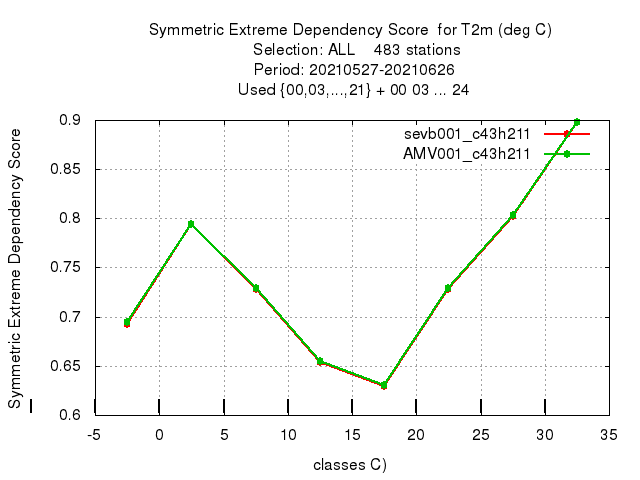 Symmetric Extreme Dependency Score  for T2m (deg C)
Selection: ALL    483 stations
Period: 20210527-20210626
Used {00,03,...,21} + 00 03 ... 24
sevb001_c43h211
AMV001_c43h211
Symmetric Extreme Dependency Score
0.9
0.85
0.8
0.75
0.7
0.65
0.6
-5 0 5 10 15 20 25 30 35
classes C)